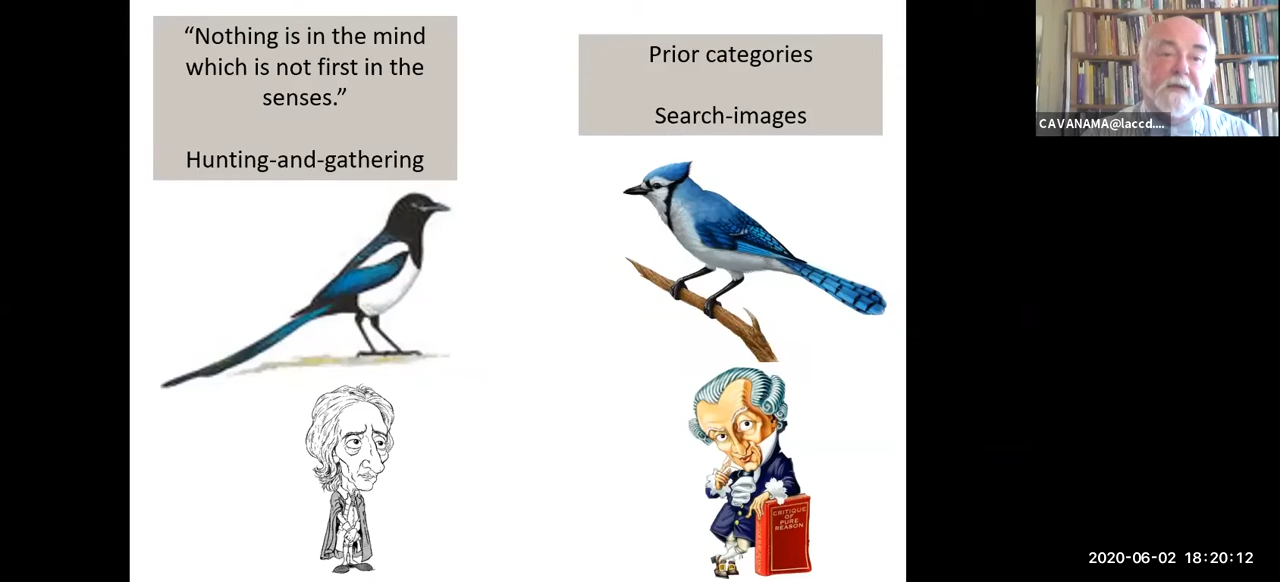 “Nothing is in the mind
which is not first in the
senses.”
Hunting-and-gathering
Prior categories
Search-images
CAVANAMA@laccd....
CRITIQUE
OF
PURE
REASON
2020-06-02 18:20:12